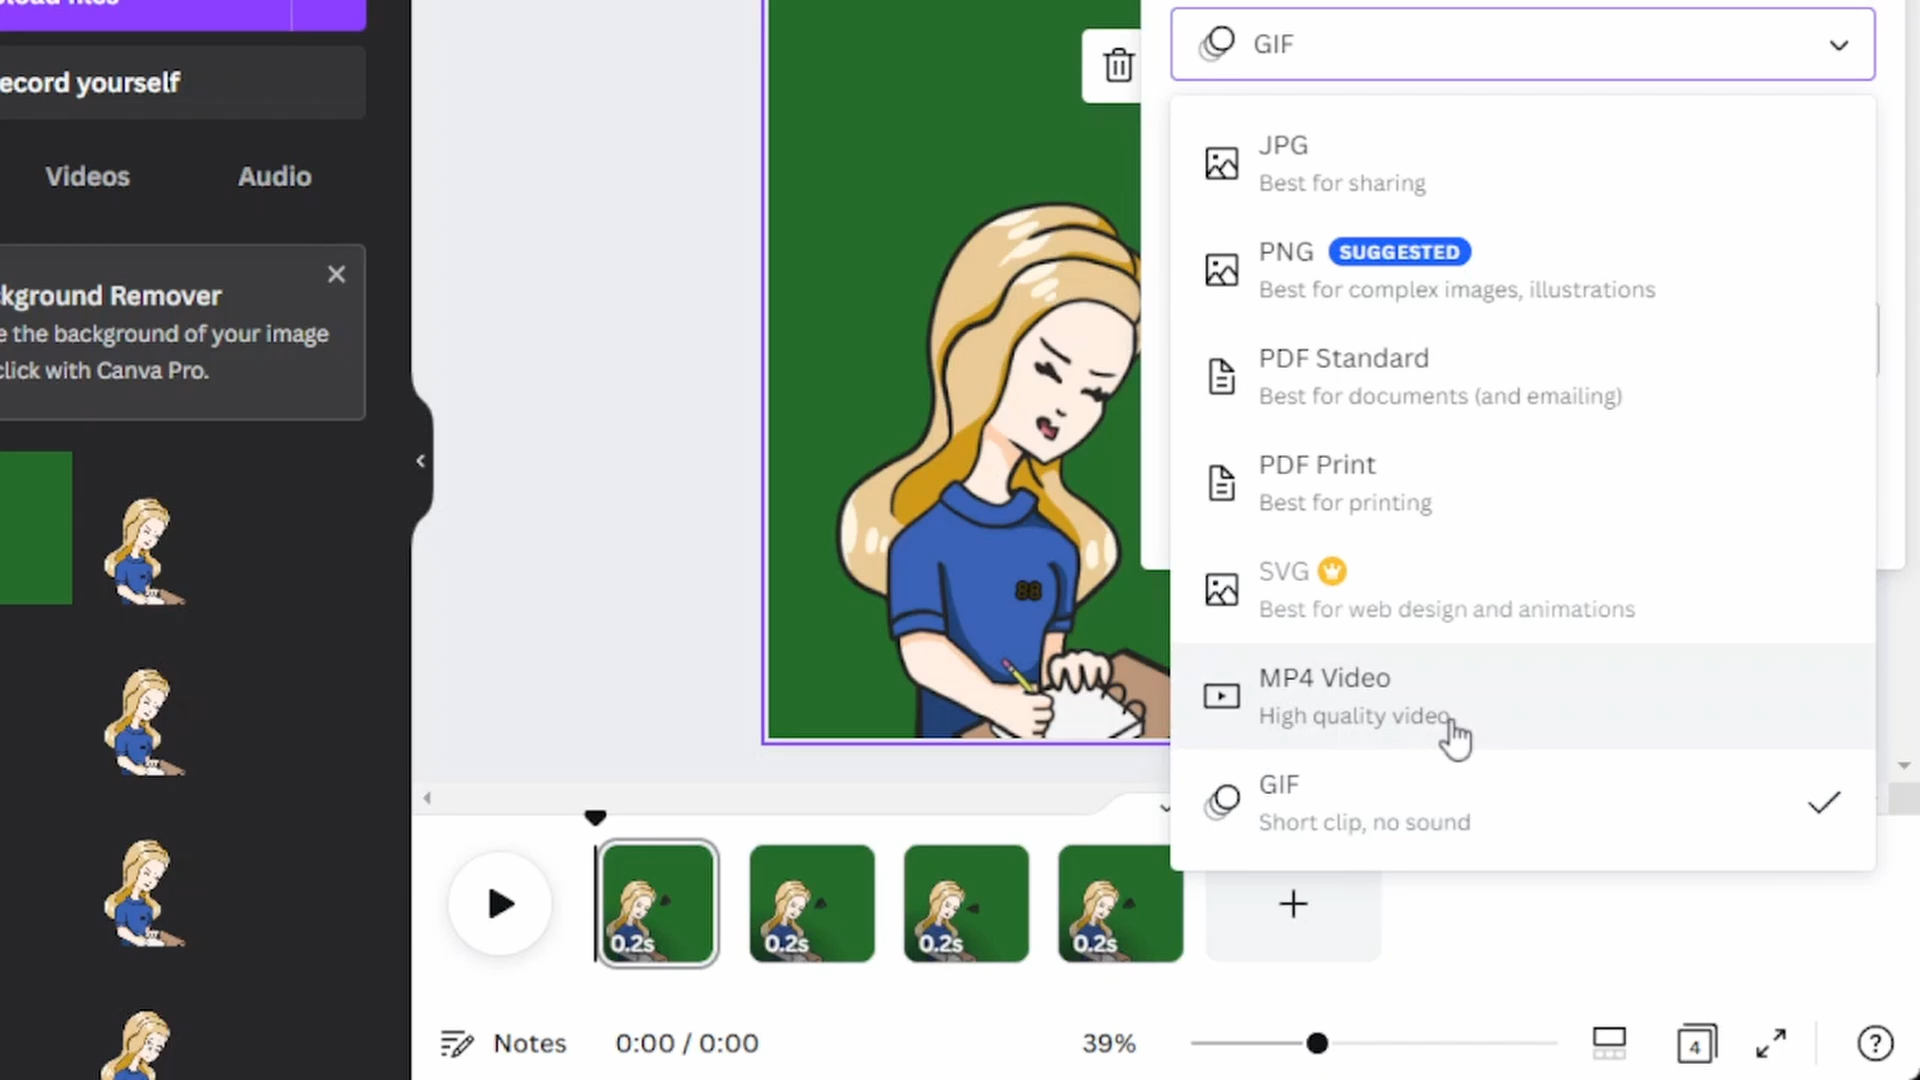 ecord yourself
Videos
Audio
kground Remover
e the background of your image
click with Canva Pro.
GIF
JPG
Best for sharing
PNG SUGGESTED
Best for complex images, illustrations
PDF Standard
Best for documents (and emailing)
PDF Print
Best for printing
SVG
Best for web design and animations
MP4 Video
High quality video
GIF
Short clip, no sound
88
0.2s
0.2s
0.2s
0.2s
Notes
0:00 / 0:00
39%
4
?